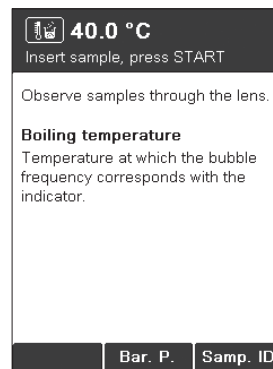 40.0 °C
Insert sample, press START
Observe samples through the lens.
Boiling temperature
Temperature at which the bubble
frequency corresponds with the
indicator.
Bar. P. Samp. ID